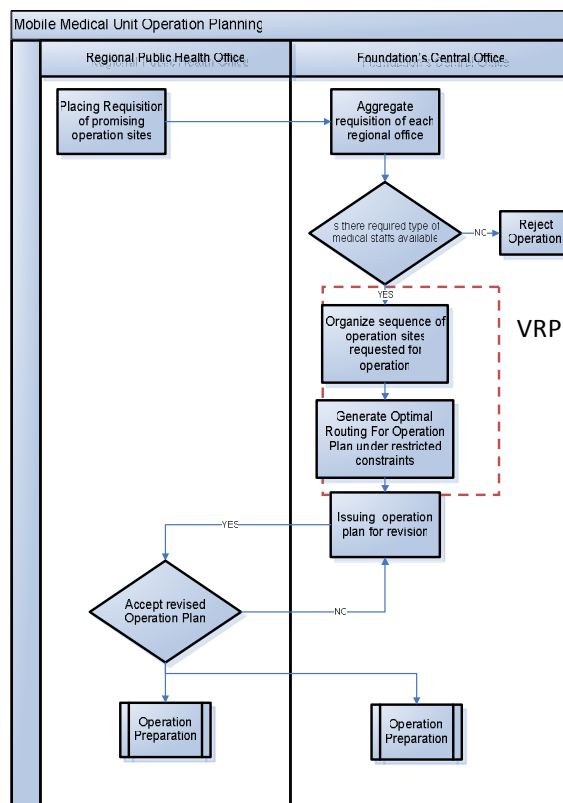 Mobile Medical Unit Operation Planning
Regional Public Health Office
Foundation's Central Office
Placing Requisition
of promising
operation sites
Aggregate
requisition of each
regional office
s there required type of
medical staffs available
NO
Reject
Operation
YES
Organize sequence of
operation sites
requested for
operation
VRP
Generate Optimal
Routing For Operation
Plan under restricted
constraints
Issuing operation
plan for revision
YES
Accept revised
Operation Plan
NO
Operation
Preparation
Operation
Preparation